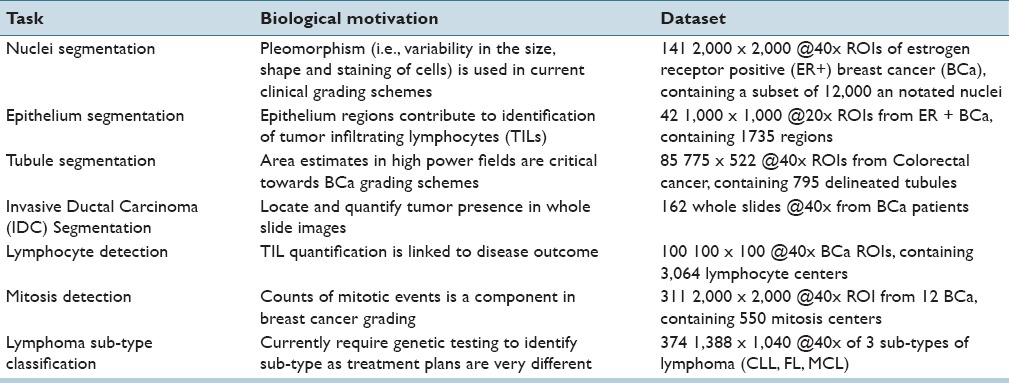 Task Biological motivation Dataset
Nuclei segmentation Pleomorphism (i.e., variability in the size, 141 2,000 x 2,000 @40x ROIs of estrogen
shape and staining of cells) is used in current receptor positive (ER+) breast cancer (BCa),
clinical grading schemes containing a subset of 12,000 an notated nuclei
Epithelium segmentation Epithelium regions contribute to identification 42 1,000 x 1,000 @20x ROIs from ER + BCa,
of tumor infiltrating lymphocytes (TILs) containing 1735 regions
Tubule segmentation Area estimates in high power fields are critical 85 775 x 522 @40x ROIs from Colorectal
towards BCa grading schemes cancer, containing 795 delineated tubules
Invasive Ductal Carcinoma Locate and quantify tumor presence in whole 162 whole slides @40x from BCa patients
(IDC) Segmentation slide images
Lymphocyte detection TIL quantification is linked to disease outcome 100 100 x 100 @40x BCa ROIs, containing
3,064 lymphocyte centers
Mitosis detection Counts of mitotic events is a component in 311 2,000 x 2,000 @40x ROI from 12 BCa,
breast cancer grading containing 550 mitosis centers
Lymphoma sub-type Currently require genetic testing to identify 374 1,388 x 1,040 @40x of 3 sub-types of
classification sub-type as treatment plans are very different lymphoma (CLL, FL, MCL)